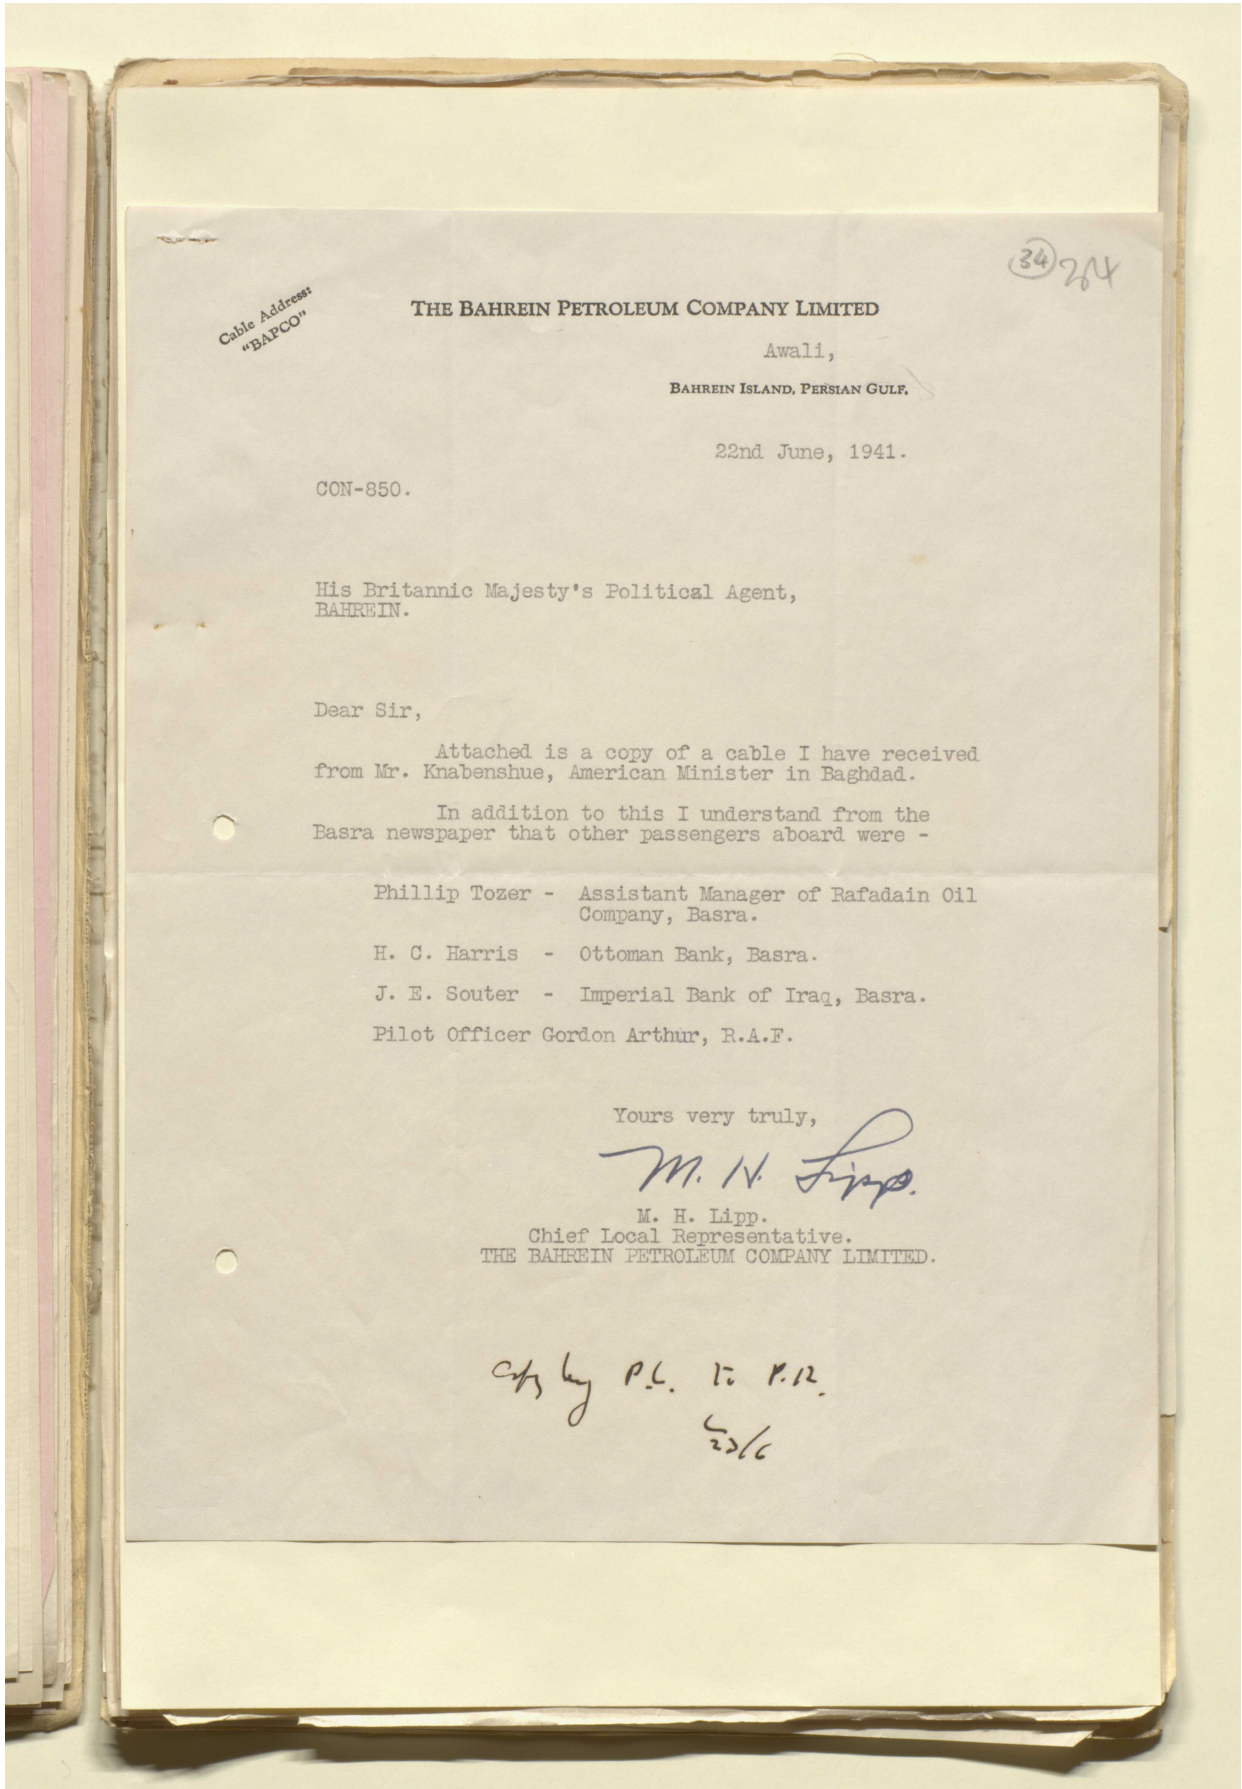 34 284
Cable Address:
"BAPCO"
THE BAHREIN PETROLEUM COMPANY LIMITED
Awali,
BAHREIN ISLAND, PERSIAN GULF.
22nd June, 1941.
CON-850.
His Britannic Majesty's Political Agent,
BAHREIN.
Dear Sir,
Attached is a copy of a cable I have received
from Mr. Knabenshue, American Minister in Baghdad.
In addition to this I understand from the
Basra newspaper that other passengers aboard were -
Phillip Tozer - Assistant Manager of Rafadain Oil
Company, Basra.
H. C. Harris - Ottoman Bank, Basra.
J. E. Souter - Imperial Bank of Iraq, Basra.
Pilot Officer Gordon Arthur, R.A.F.
Yours very truly,
M. H. Lipp.
M. H. Lipp.
Chief Local Representative.
THE BAHREIN PETROLEUM COMPANY LIMITED.
Copy by P.L. to P.R.
23/6